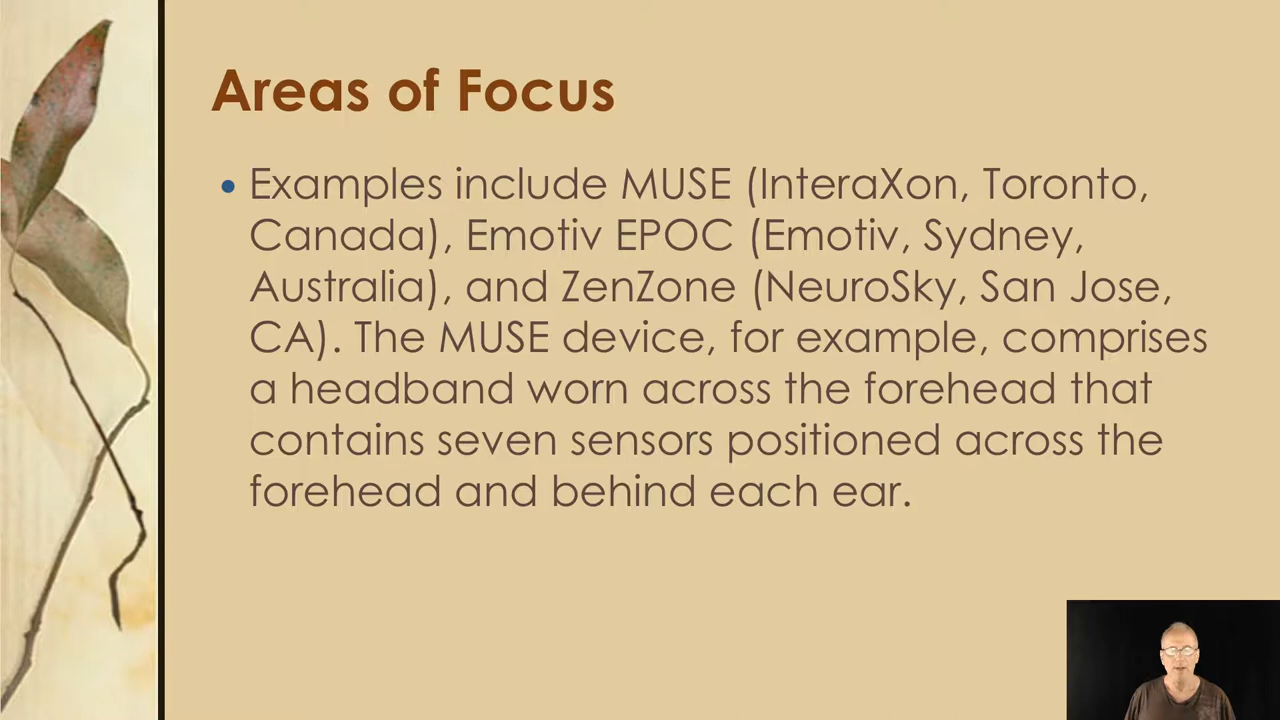 Areas of Focus
• Examples include MUSE (InteraXon, Toronto,
Canada), Emotiv EPOC (Emotiv, Sydney,
Australia), and ZenZone (NeuroSky, San Jose,
CA). The MUSE device, for example, comprises
a headband worn across the forehead that
contains seven sensors positioned across the
forehead and behind each ear.